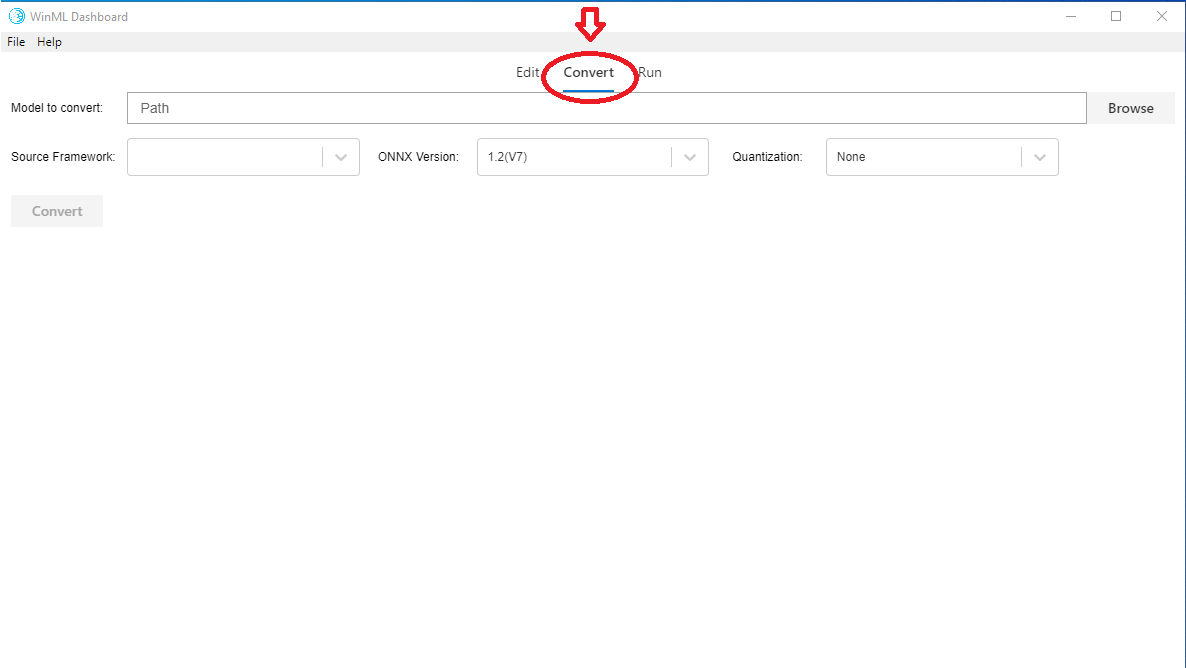 WinML Dashboard
File Help
Edit Convert Run
Model to convert: Path Browse
Source Framework: ONNX Version: 1.2(V7) Quantization: None
Convert